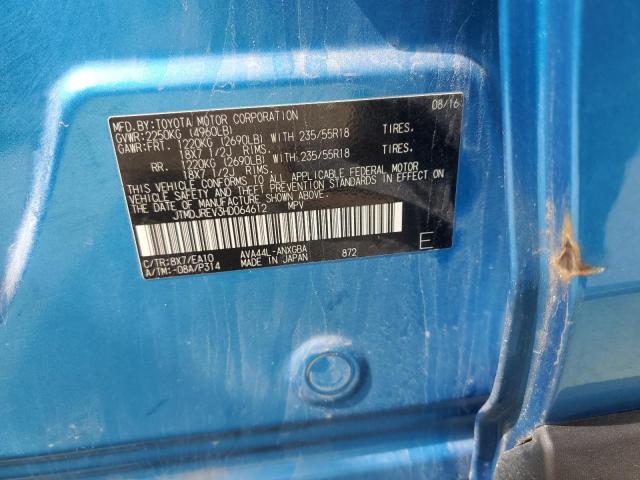 MFD.BY:TOYOTA MOTOR CORPORATION 08/16
GVWR:2250KG (4960LB)
GAWR:FRT. 1220KG (2690LB) WITH 235/55R18 TIRES.
18X7 1/2J RIMS.
RR. 1220KG (2690LB) WITH 235/55R18 TIRES.
18X7 1/2J RIMS.
THIS VEHICLE CONFORMS TO ALL APPLICABLE FEDERAL MOTOR
VEHICLE SAFETY AND THEFT PREVENTION STANDARDS IN
EFFECT ON THE DATE OF MANUFACTURE SHOWN ABOVE.
JTMDJREV3HD064612 MPV
C/TR:8X7/EA10 AVA44L-ANXGBA E
A/TM:-08A/P314 MADE IN JAPAN 872